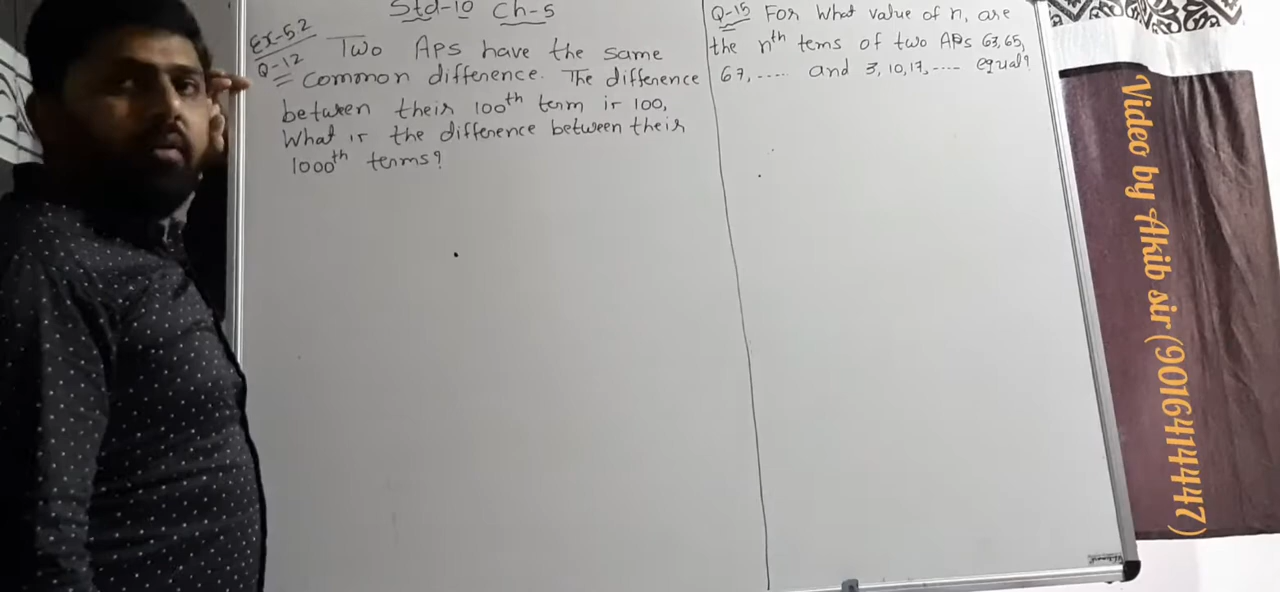 Std-10 Ch-5
Ex-5.2
Q-12 Two Aps have the same
common difference. The difference
between their 100th term is 100,
What is the difference between their
1000th terms?
Q-15 For What value of n, are
the nth tems of two APs 63,65,
67,..... and 3,10,17,..... equal?
Video by Akib sir (9016414447)